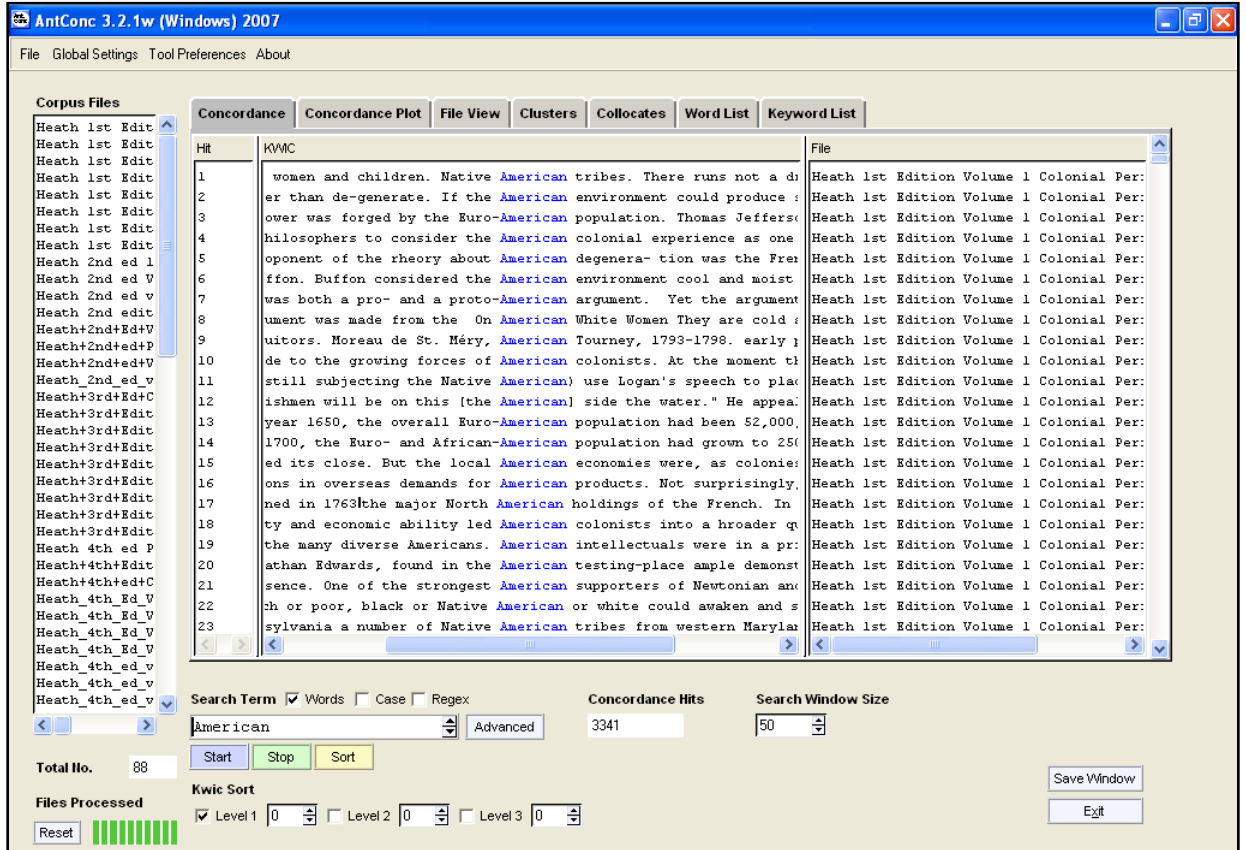 AntConc 3.2.1w (Windows) 2007
File Global Settings Tool Preferences About
Corpus Files
Heath 1st Edit
Heath 1st Edit
Heath 1st Edit
Heath 1st Edit
Heath 1st Edit
Heath 1st Edit
Heath 1st Edit
Heath 1st Edit
Heath 2nd ed 1
Heath 2nd ed V
Heath 2nd ed v
Heath 2nd edit
Heath+2nd+Ed+V
Heath+2nd+ed+P
Heath+2nd+ed+V
Heath_2nd_ed_v
Heath+3rd+Ed+C
Heath+3rd+Edit
Heath+3rd+Edit
Heath+3rd+Edit
Heath+3rd+Edit
Heath+3rd+Edit
Heath+3rd+Edit
Heath+3rd+Edit
Heath+3rd+Edit
Heath 4th ed P
Heath+4th+Edit
Heath+4th+ed+C
Heath_4th_Ed_V
Heath_4th_Ed_V
Heath_4th_Ed_V
Heath_4th_Ed_V
Heath_4th_ed_v
Heath_4th_ed_v
Heath_4th_ed_v
Total No. 88
Files Processed
Reset
Concordance Concordance Plot File View Clusters Collocates Word List Keyword List
Hit KWIC File
1 women and children. Native American tribes. There runs not a Heath 1st Edition Volume 1 Colonial Per:
2 er than de-generate. If the American environment could produce Heath 1st Edition Volume 1 Colonial Per:
3 ower was forged by the Euro-American population. Thomas Jefferso Heath 1st Edition Volume 1 Colonial Per:
4 hilosophers to consider the American colonial experience as one Heath 1st Edition Volume 1 Colonial Per:
5 oponent of the rheory about American degenera- tion was the Fren Heath 1st Edition Volume 1 Colonial Per:
6 ffon. Buffon considered the American environment cool and moist Heath 1st Edition Volume 1 Colonial Per:
7 was both a pro- and a proto-American argument. Yet the argument Heath 1st Edition Volume 1 Colonial Per:
8 ument was made from the On American White Women They are cold Heath 1st Edition Volume 1 Colonial Per:
9 uitors. Moreau de St. Méry, American Tourney, 1793-1798. early Heath 1st Edition Volume 1 Colonial Per:
10 de to the growing forces of American colonists. At the moment th Heath 1st Edition Volume 1 Colonial Per:
11 still subjecting the Native American) use Logan's speech to plac Heath 1st Edition Volume 1 Colonial Per:
12 ishmen will be on this [the American] side the water." He appeal Heath 1st Edition Volume 1 Colonial Per:
13 year 1650, the overall Euro-American population had been 52,000, Heath 1st Edition Volume 1 Colonial Per:
14 1700, the Euro- and African-American population had grown to 250 Heath 1st Edition Volume 1 Colonial Per:
15 ed its close. But the local American economies were, as colonies Heath 1st Edition Volume 1 Colonial Per:
16 ons in overseas demands for American products. Not surprisingly, Heath 1st Edition Volume 1 Colonial Per:
17 ned in 1763 the major North American holdings of the French. In Heath 1st Edition Volume 1 Colonial Per:
18 ty and economic ability led American colonists into a hroader Heath 1st Edition Volume 1 Colonial Per:
19 the many diverse Americans. American intellectuals were in a Heath 1st Edition Volume 1 Colonial Per:
20 athan Edwards, found in the American testing-place ample demonst Heath 1st Edition Volume 1 Colonial Per:
21 sence. One of the strongest American supporters of Newtonian and Heath 1st Edition Volume 1 Colonial Per:
22 ch or poor, black or Native American or white could awaken and s Heath 1st Edition Volume 1 Colonial Per:
23 sylvania a number of Native American tribes from western Marylan Heath 1st Edition Volume 1 Colonial Per:
Search Term Words Case Regex Concordance Hits Search Window Size
American Advanced 3341 50
Start Stop Sort
Kwic Sort
Level 1 0 Level 2 0 Level 3 0
Save Window
Exit